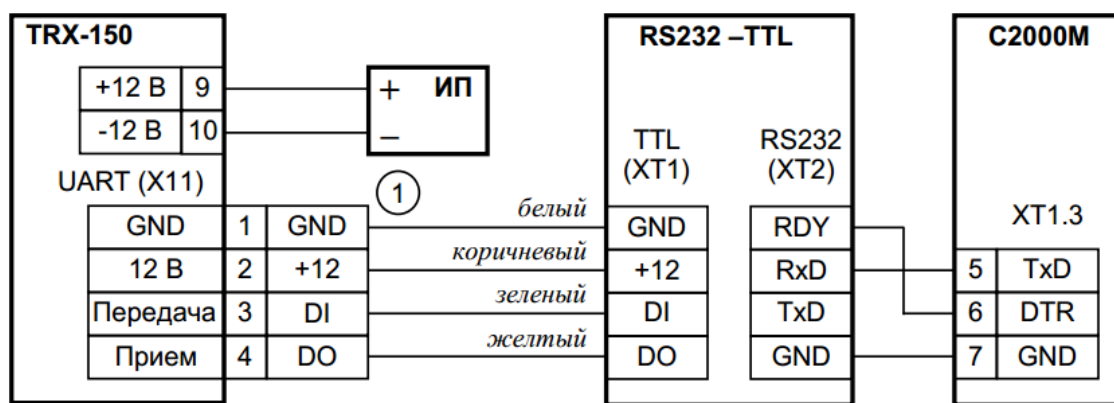 TRX-150
RS232 –TTL
C2000M
+12 В 9
-12 В 10
+ ИП
–
TTL
(XT1)
RS232
(XT2)
UART (X11)
1
XT1.3
GND 1 GND
белый
GND
RDY
12 В 2 +12
коричневый
+12
RxD
5 TxD
Передача 3 DI
зеленый
DI
TxD
6 DTR
Прием 4 DO
желтый
DO
GND
7 GND